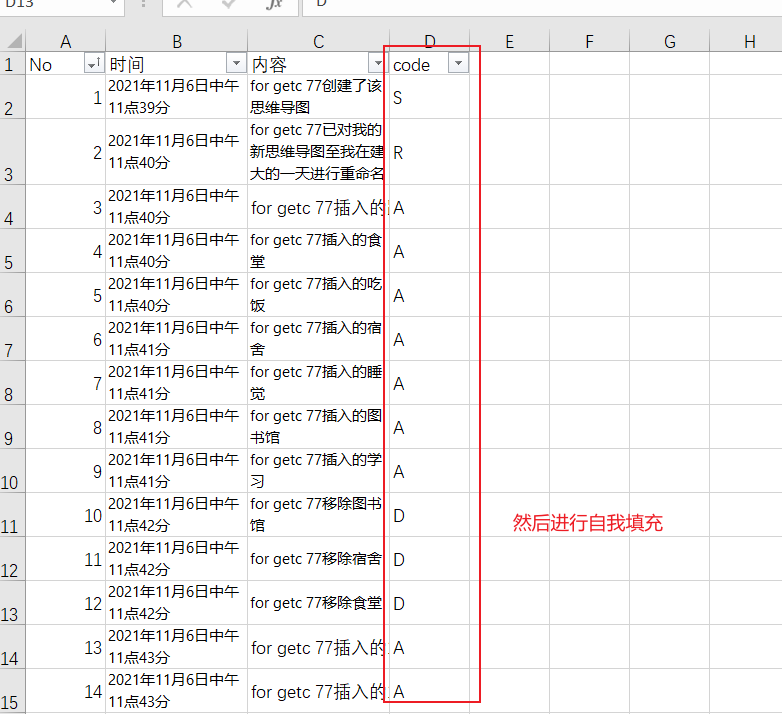 D13 fx D
A B C D E F G H
1 No 时间 内容 code
2 1 2021年11月6日中午 for getc 77创建了该 S
11点39分 思维导图
3 2 2021年11月6日中午 for getc 77已对我的 R
11点40分 新思维导图至我在建
大的一天进行重命名
4 3 2021年11月6日中午 for getc 77插入的 A
11点40分
5 4 2021年11月6日中午 for getc 77插入的食 A
11点40分 堂
6 5 2021年11月6日中午 for getc 77插入的吃 A
11点40分 饭
7 6 2021年11月6日中午 for getc 77插入的宿 A
11点41分 舍
8 7 2021年11月6日中午 for getc 77插入的睡 A
11点41分 觉
9 8 2021年11月6日中午 for getc 77插入的图 A
11点41分 书馆
10 9 2021年11月6日中午 for getc 77插入的学 A
11点41分 习
11 10 2021年11月6日中午 for getc 77移除图书 D
11点42分 馆
然后进行自我填充
12 11 2021年11月6日中午 for getc 77移除宿舍 D
11点42分
13 12 2021年11月6日中午 for getc 77移除食堂 D
11点42分
14 13 2021年11月6日中午 for getc 77插入的 A
11点43分
15 14 2021年11月6日中午 for getc 77插入的 A
11点43分